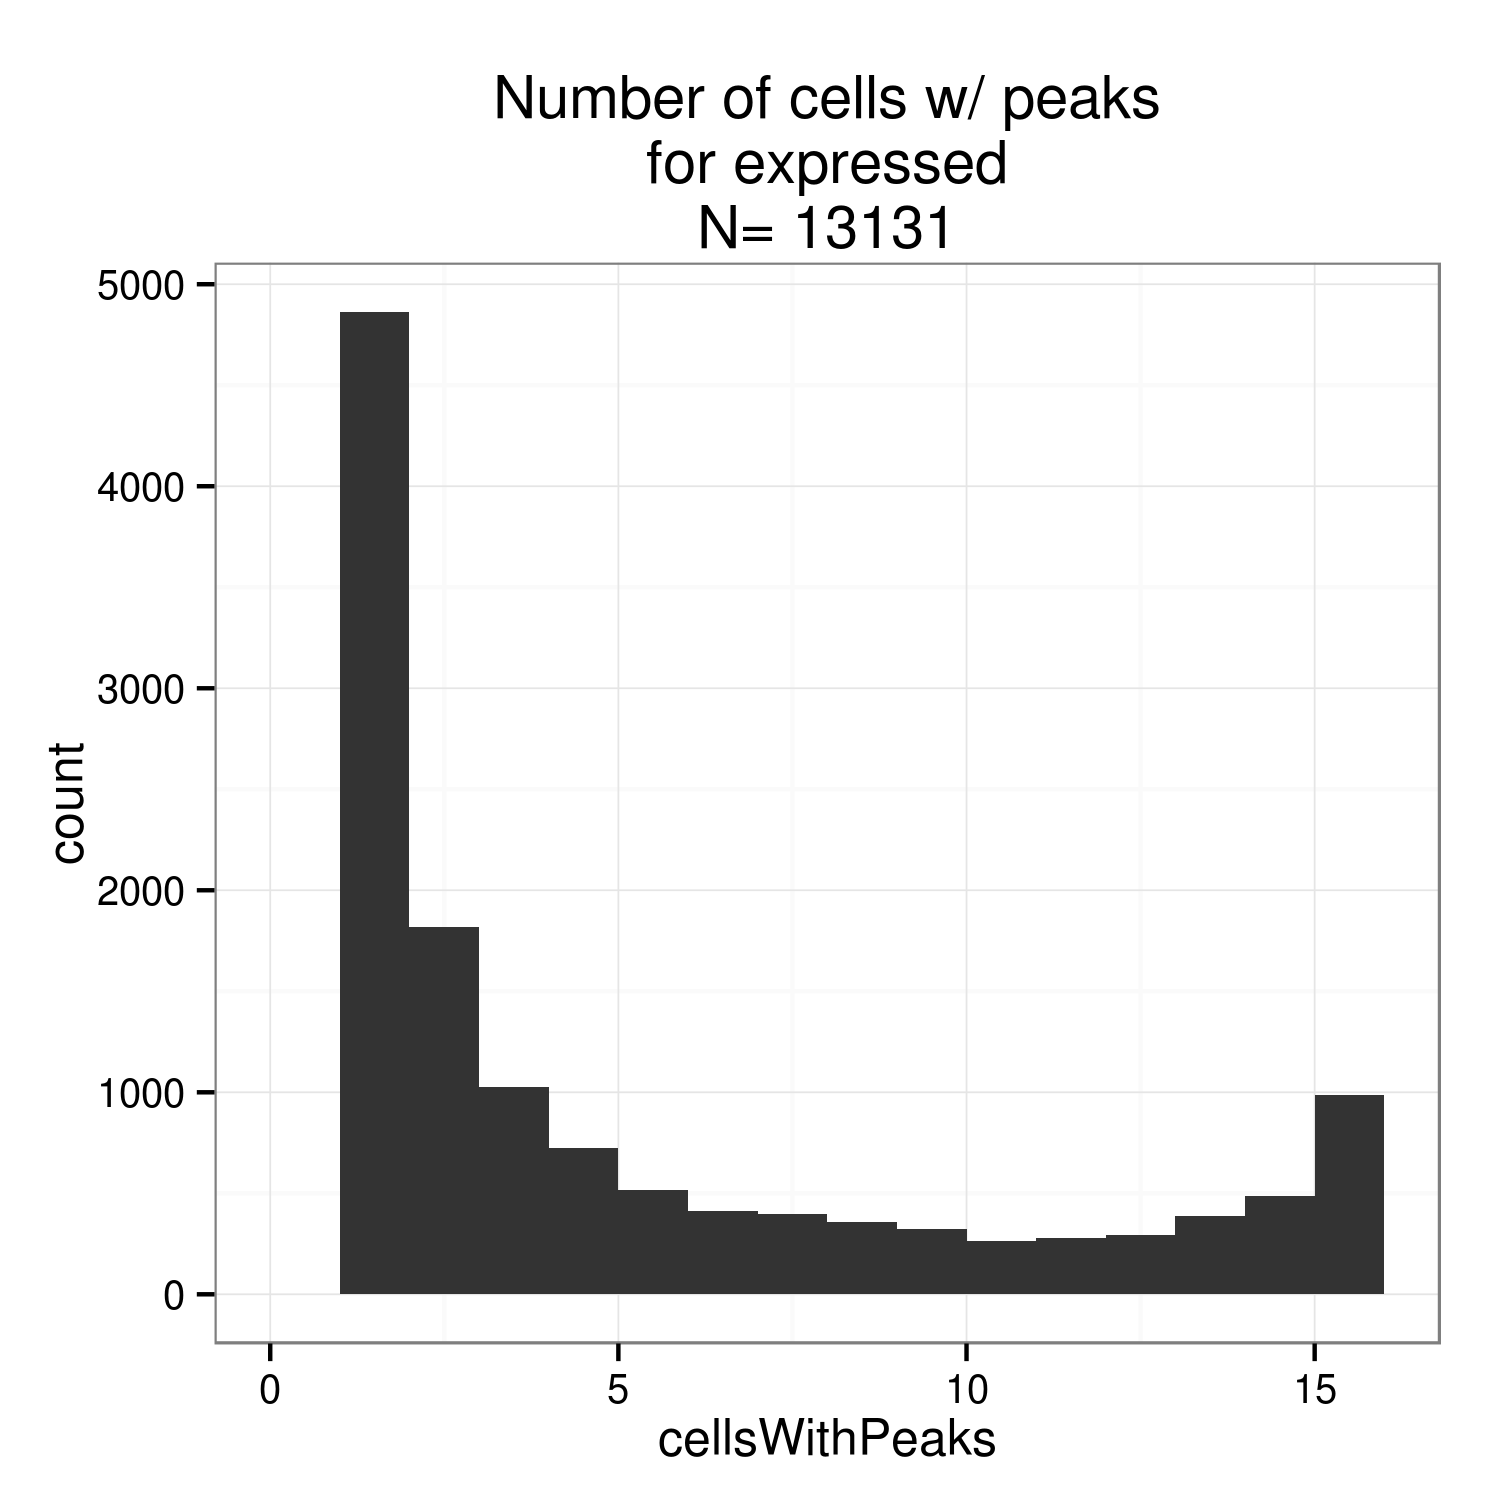 Number of cells w/ peaks
for expressed
N= 13131
5000
4000
3000
2000
1000
0
count
0 5 10 15
cellsWithPeaks